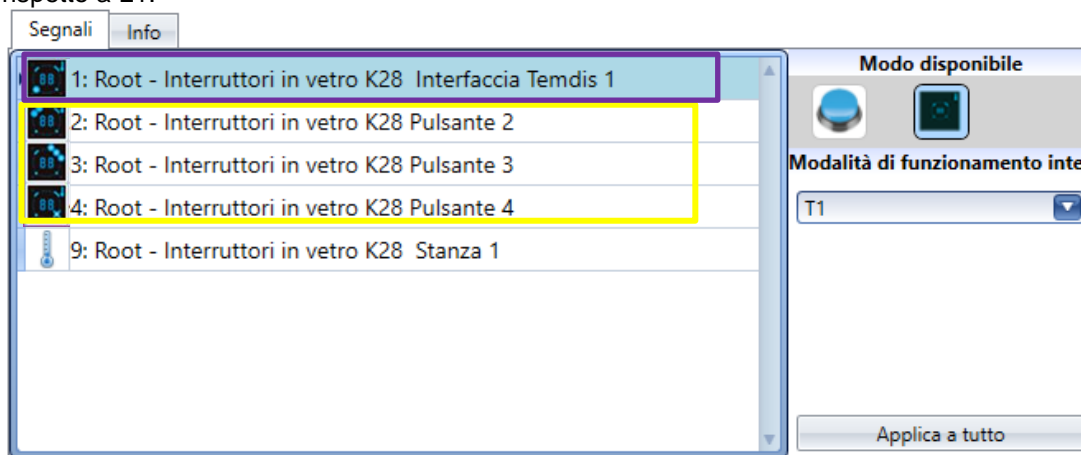 Segnali Info
1: Root - Interruttori in vetro K28 Interfaccia Temdis 1
2: Root - Interruttori in vetro K28 Pulsante 2
3: Root - Interruttori in vetro K28 Pulsante 3
4: Root - Interruttori in vetro K28 Pulsante 4
9: Root - Interruttori in vetro K28 Stanza 1
Modo disponibile
Modalità di funzionamento inte
T1
Applica a tutto